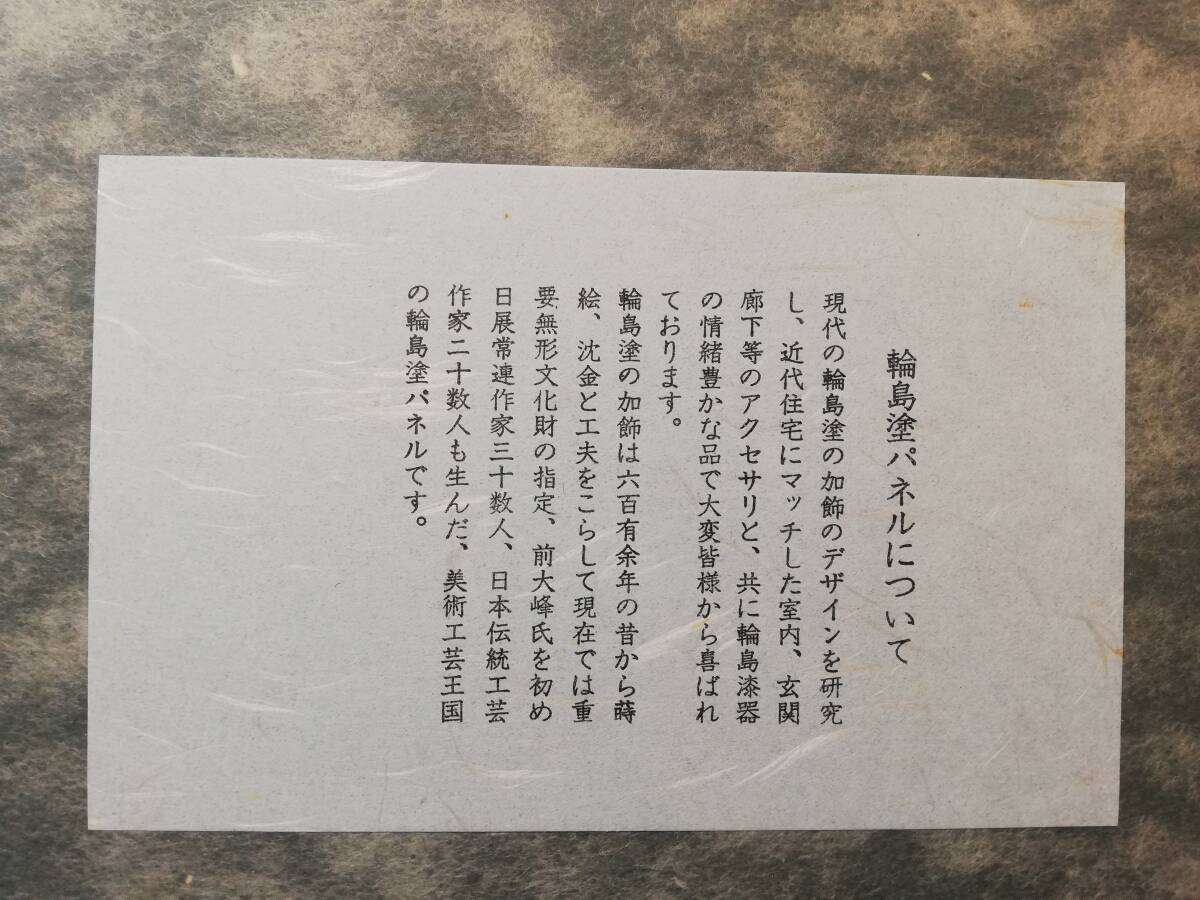 輪島塗パネルについて
現代の輪島塗の加飾のデザインを研究
し、近代住宅にマッチした室内、玄関
廊下等のアクセサリと、共に輪島漆器
の情緒豊かな品で大変皆様から喜ばれ
ております。
輪島塗の加飾は六百有余年の昔から蒔
絵、沈金と工夫をこらして現在では重
要無形文化財の指定、前大峰氏を初め
日展常連作家三十数人、日本伝統工芸
作家二十数人も生んだ、美術工芸王国
の輪島塗パネルです。